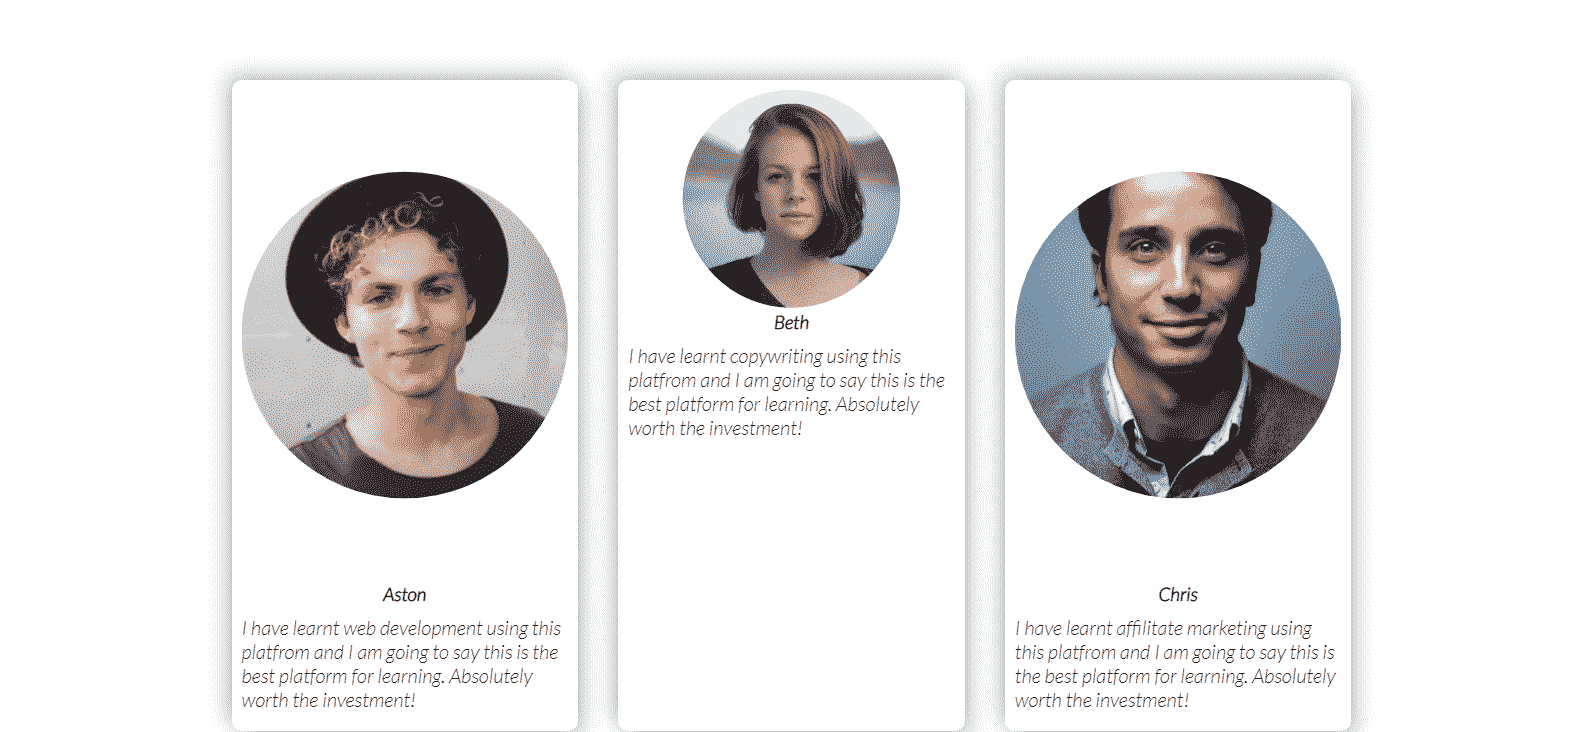 Beth
I have learnt copywriting using this
platfrom and I am going to say this is the
best platform for learning. Absolutely
worth the investment!
Aston
I have learnt web development using this
platfrom and I am going to say this is the
best platform for learning. Absolutely
worth the investment!
Chris
I have learnt affilitate marketing using
this platfrom and I am going to say this is
the best platform for learning. Absolutely
worth the investment!